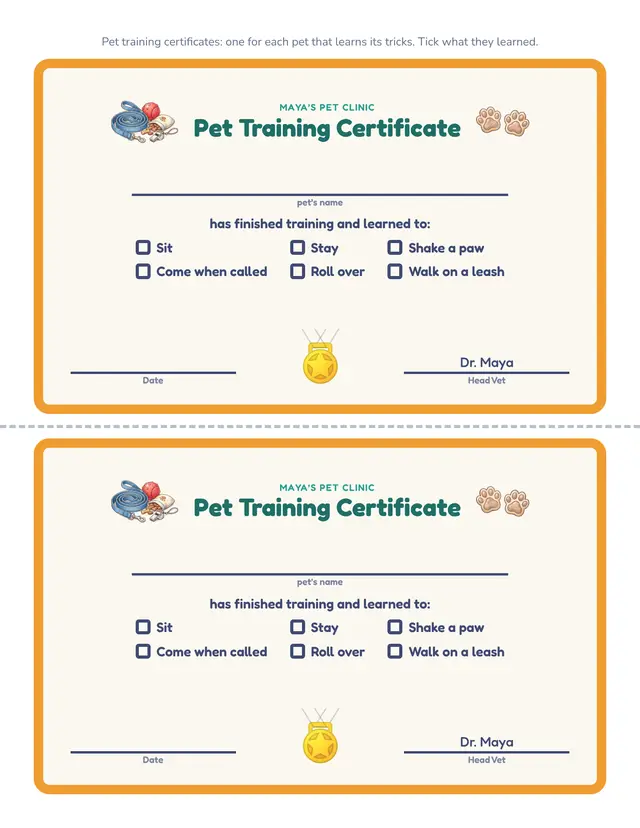 Pet training certificates: one for each pet that learns its tricks. Tick what they learned.
MAYA'S PET CLINIC
Pet Training Certificate
pet's name
has finished training and learned to:
Sit Stay Shake a paw
Come when called Roll over Walk on a leash
Dr. Maya
Date Head Vet
MAYA'S PET CLINIC
Pet Training Certificate
pet's name
has finished training and learned to:
Sit Stay Shake a paw
Come when called Roll over Walk on a leash
Dr. Maya
Date Head Vet